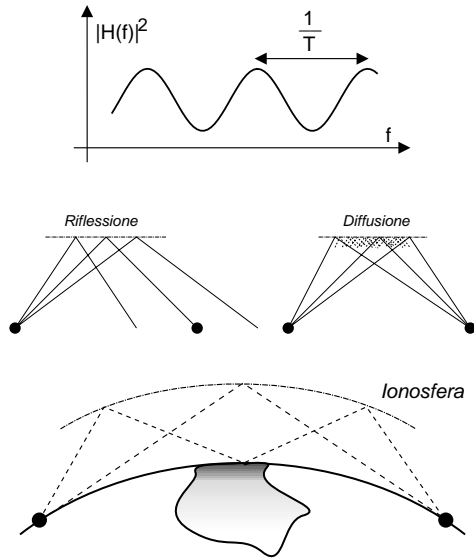 |H(f)|²
1
T
f
Riflessione
Diffusione
Ionosfera